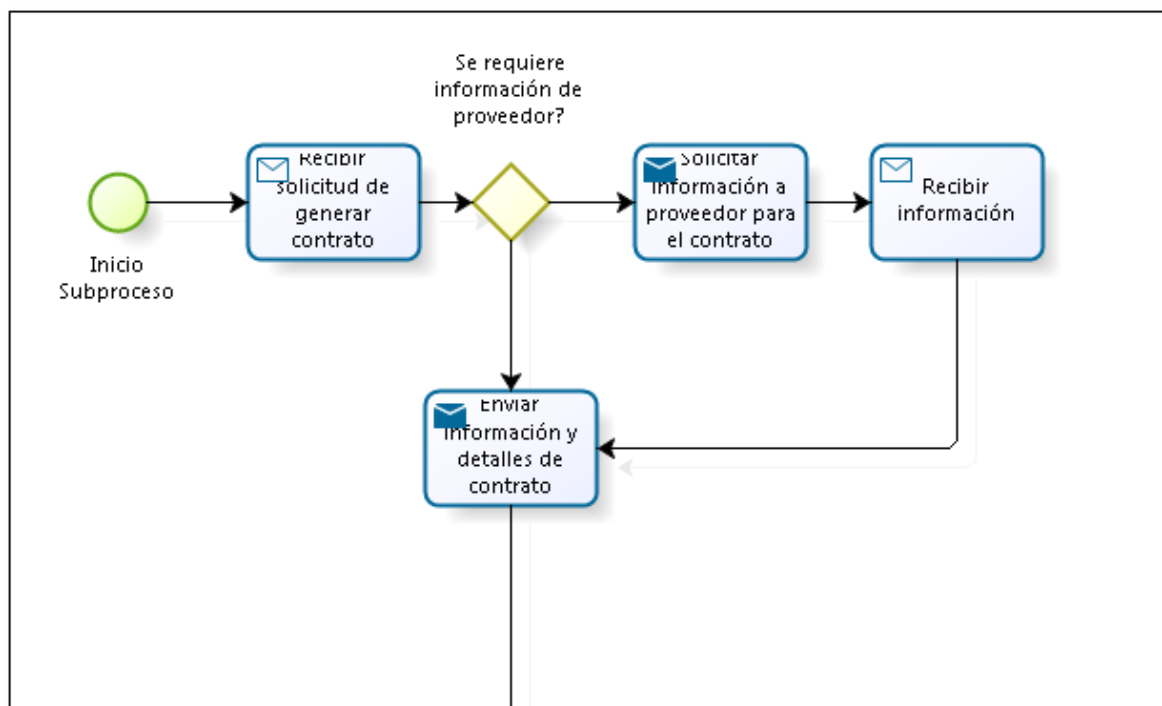 Se requiere
información de
proveedor?
Recibir
solicitud de
generar
contrato
Solicitar
información a
proveedor para
el contrato
Recibir
información
Inicio
Subproceso
Enviar
información y
detalles de
contrato